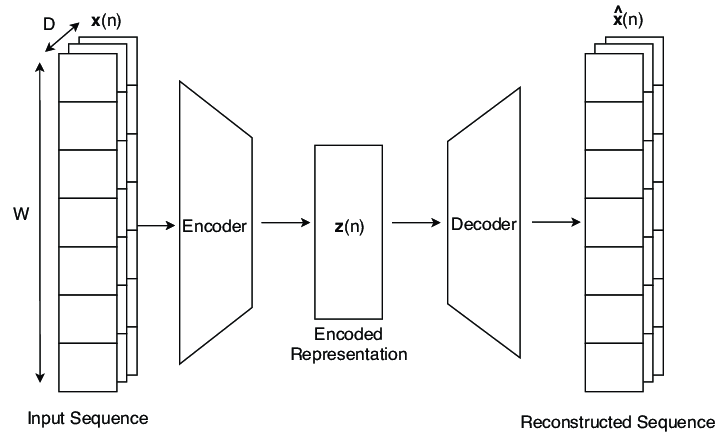 D
x(n)
x̂(n)
W
Encoder
z(n)
Decoder
Encoded
Representation
Input Sequence
Reconstructed Sequence